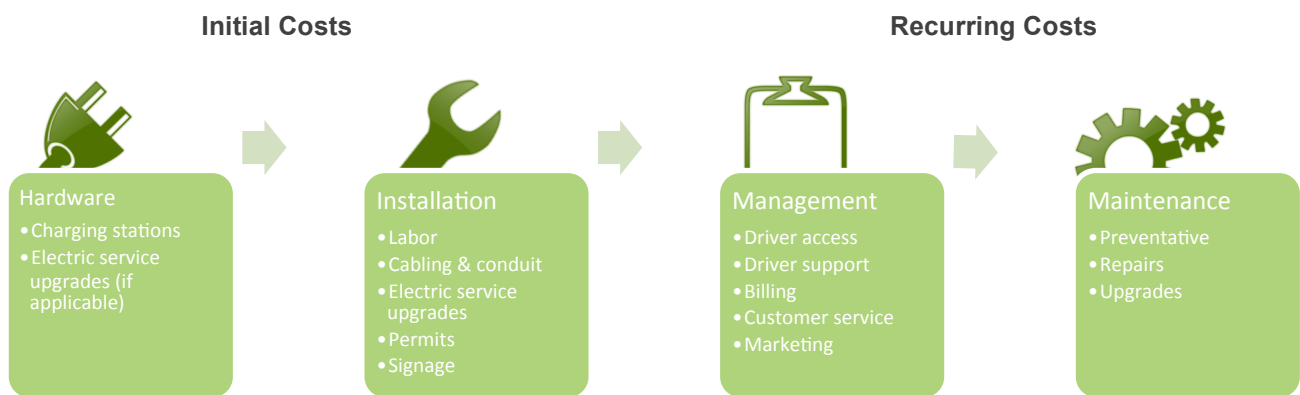 Initial Costs
Recurring Costs
Hardware
•Charging stations
•Electric service
upgrades (if
applicable)
Installation
•Labor
•Cabling & conduit
•Electric service
upgrades
•Permits
•Signage
Management
•Driver access
•Driver support
•Billing
•Customer service
•Marketing
Maintenance
•Preventative
•Repairs
•Upgrades